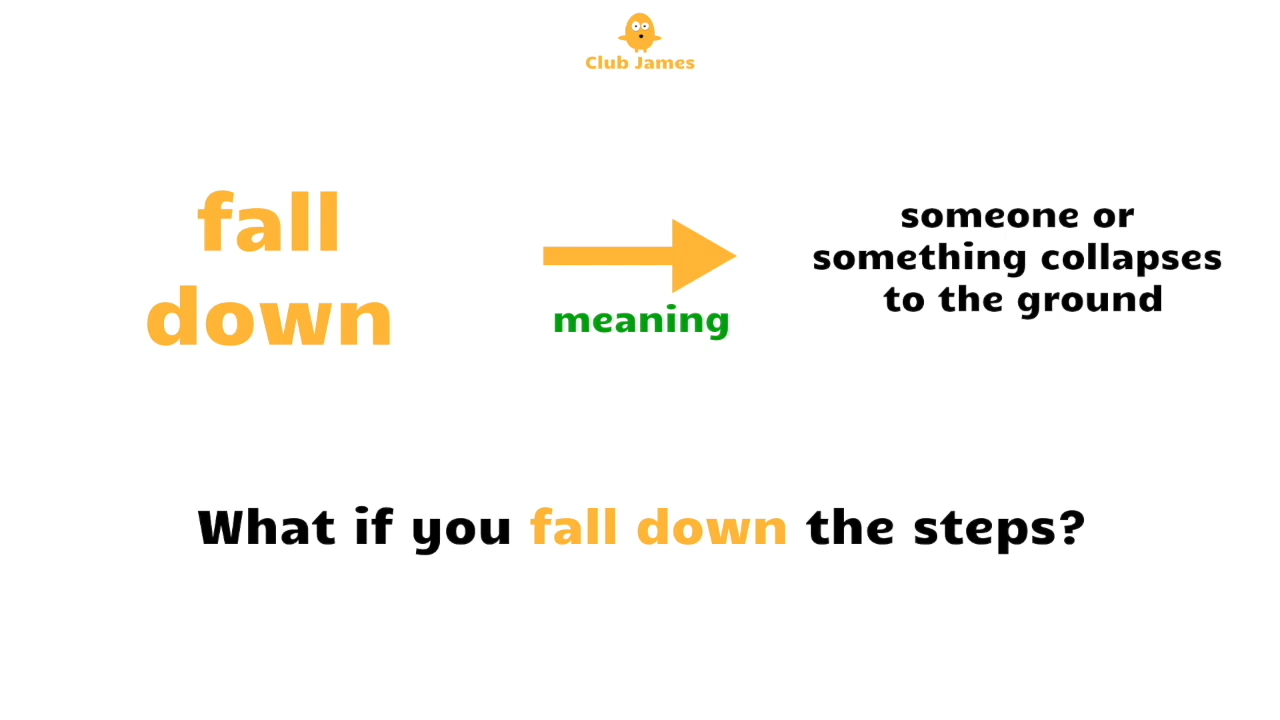 Club James
fall
down
meaning
someone or
something collapses
to the ground
What if you fall down the steps?